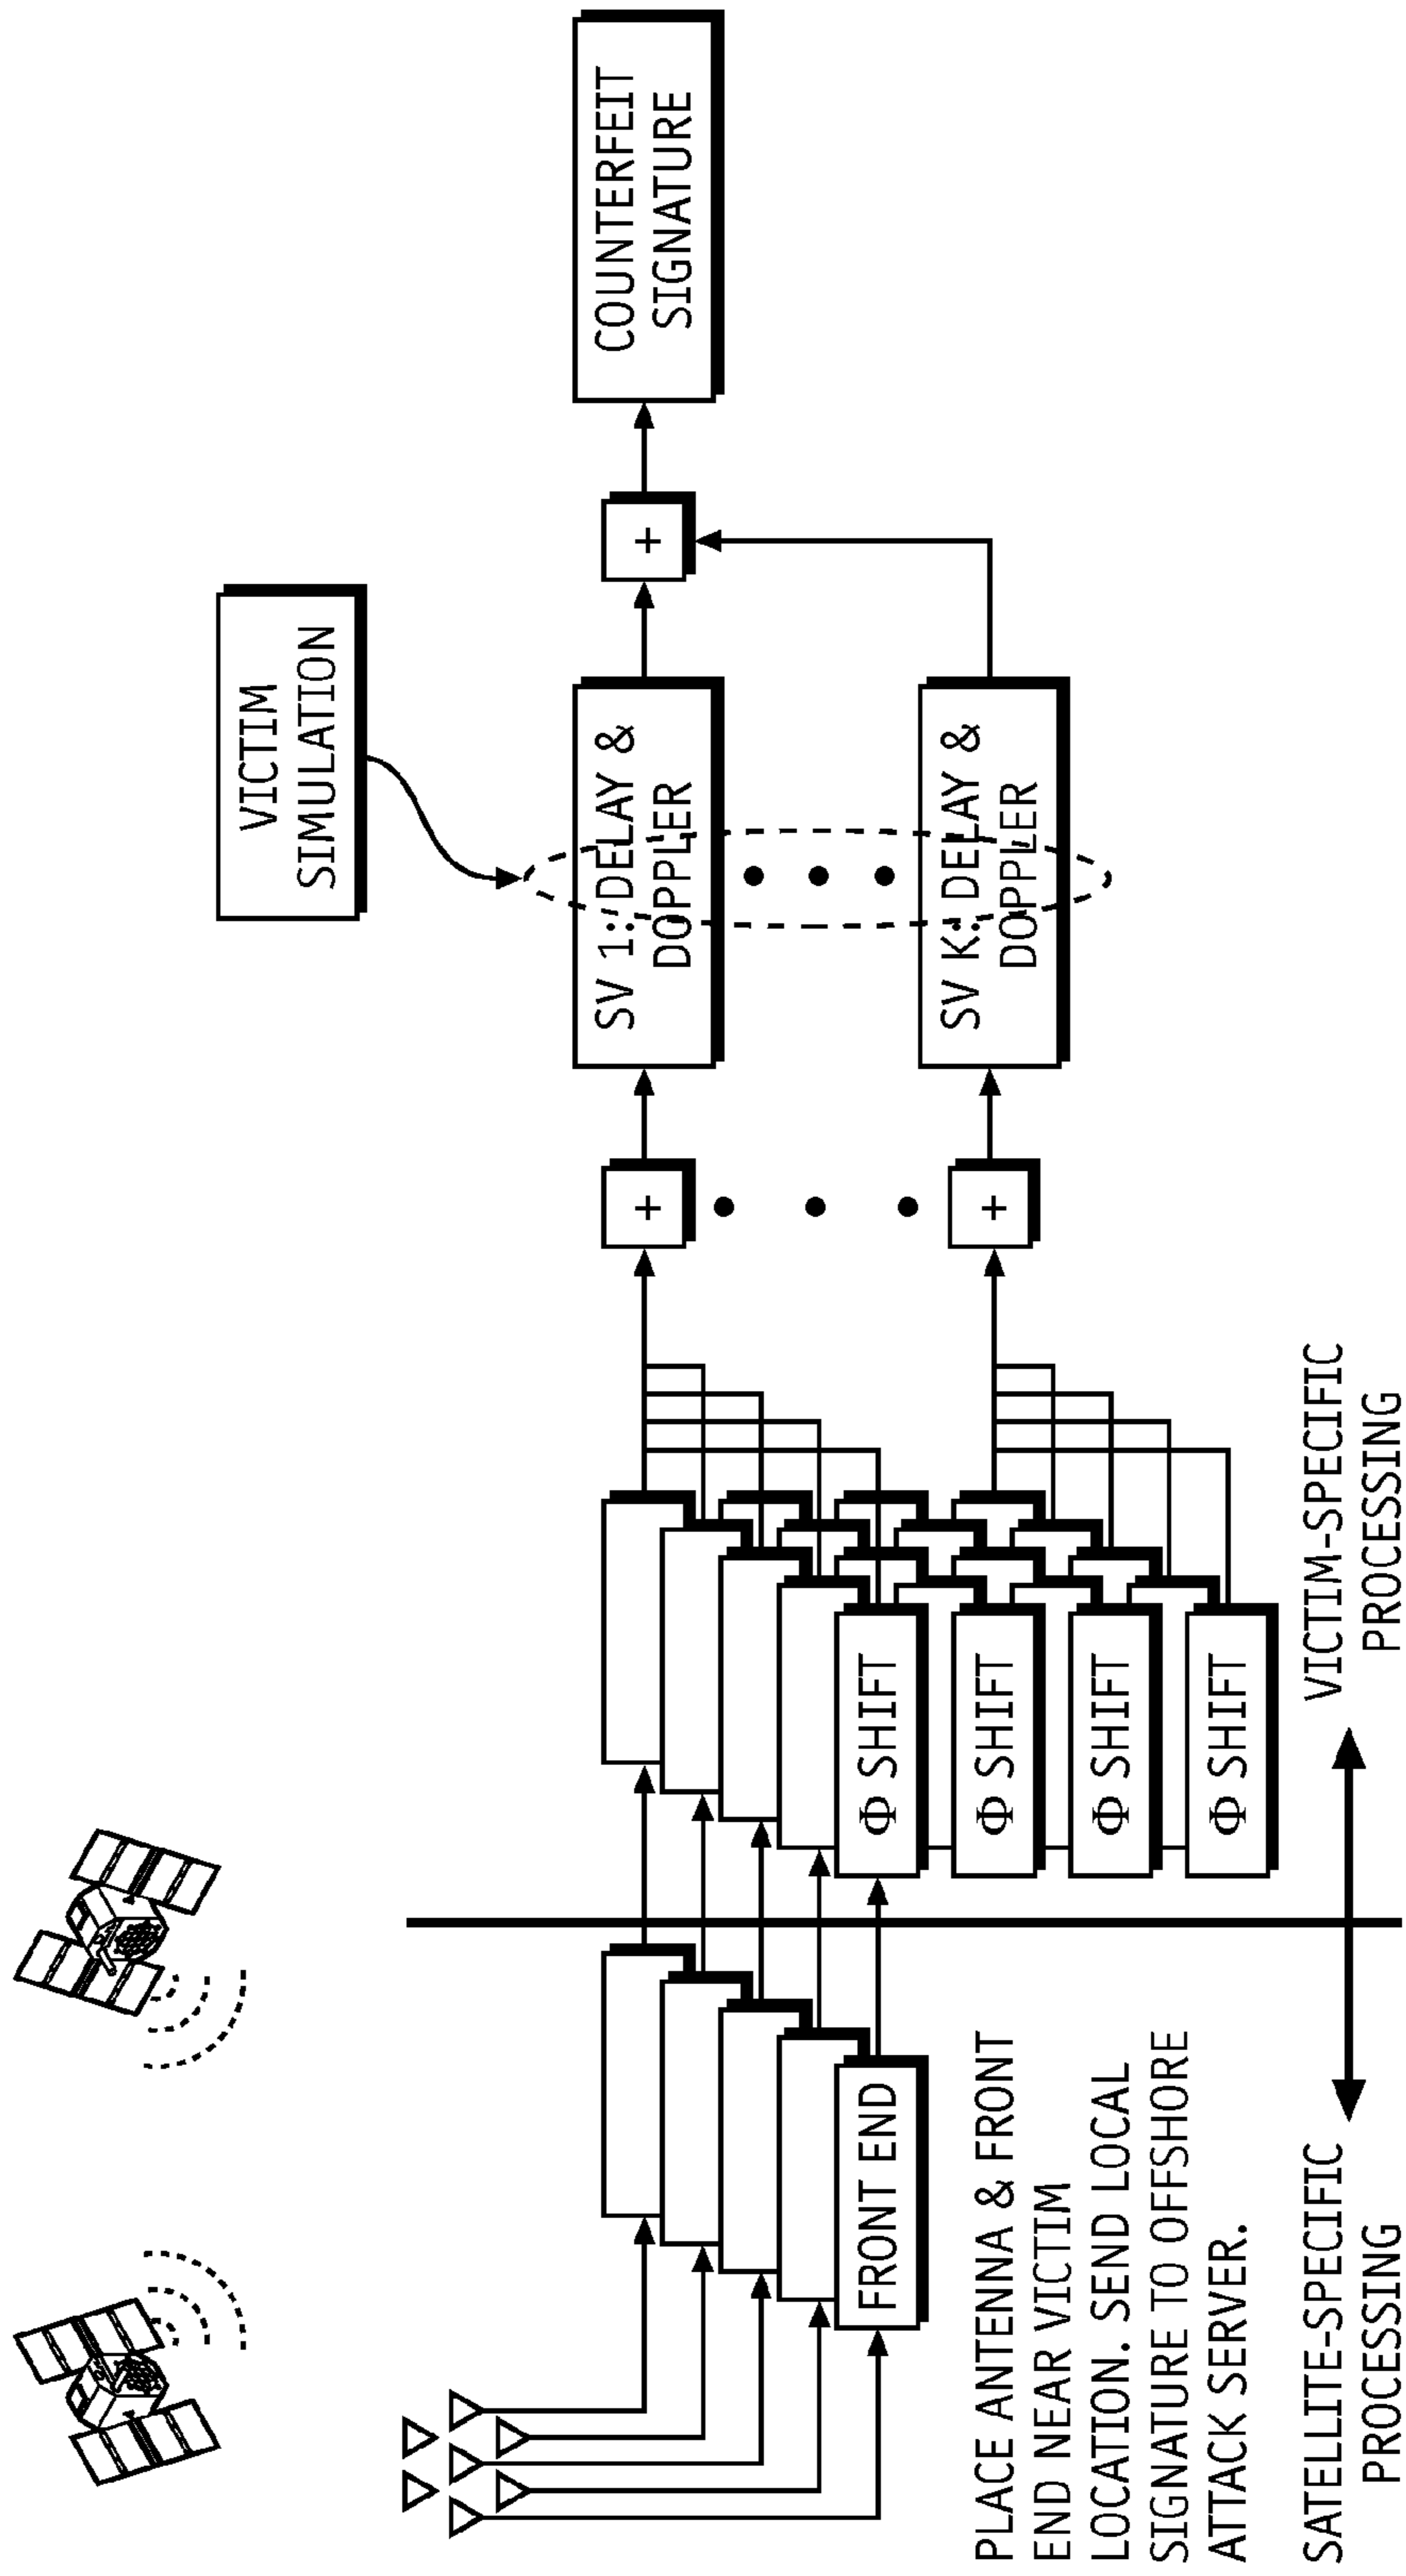 FRONT END
Φ SHIFT
Φ SHIFT
Φ SHIFT
Φ SHIFT
+
+
VICTIM
SIMULATION
SV 1: DELAY &
DOPPLER
SV K: DELAY &
DOPPLER
+
COUNTERFEIT
SIGNATURE
PLACE ANTENNA & FRONT
END NEAR VICTIM
LOCATION. SEND LOCAL
SIGNATURE TO OFFSHORE
ATTACK SERVER.
SATELLITE-SPECIFIC
PROCESSING
VICTIM-SPECIFIC
PROCESSING